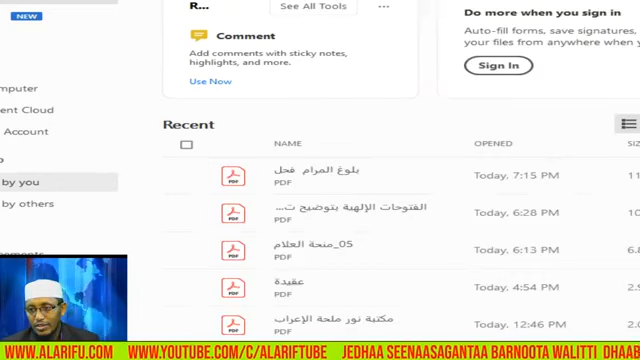 R...
See All Tools
...
NEW
Comment
Add comments with sticky notes,
highlights, and more.
Use Now
Do more when you sign in
Auto-fill forms, save signatures,
your files from anywhere when y
Sign In
mputer
ent Cloud
Account
by you
by others
Recent
NAME OPENED SIZ
بلوغ المرام فحل
PDF
Today, 7:15 PM
الفتوحات الإلهية بتوضيح ت...
PDF
Today, 6:28 PM
05_منحة العلام
PDF
Today, 6:13 PM
عقيدة
PDF
Today, 4:54 PM
مكتبة نور ملحة الإعراب
PDF
Today, 12:46 PM
WWW.ALARIFU.COM WWW.YOUTUBE.COM/C/ALARIFTUBE JEDHAA SEENAASAGANTAA BARNOOTA WALITTI DHAA